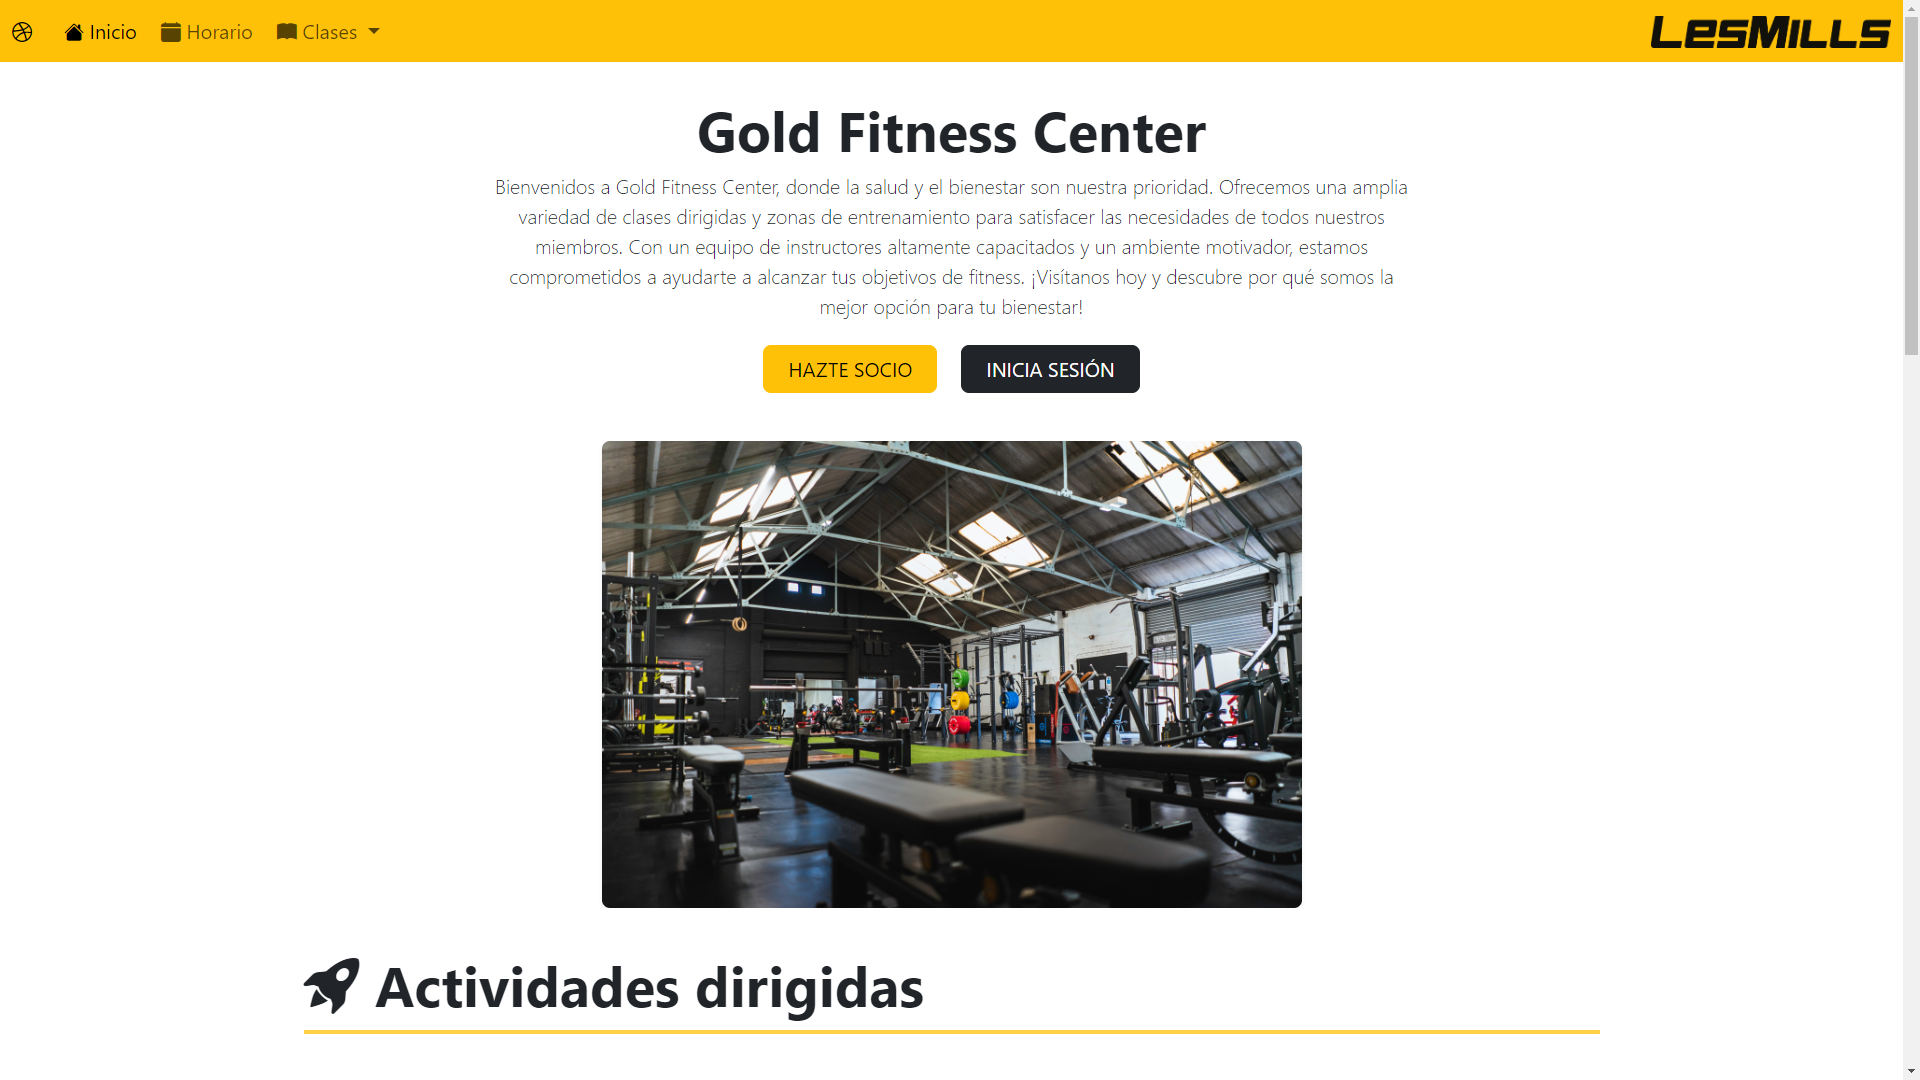 Inicio Horario Clases LESMILLS
Gold Fitness Center
Bienvenidos a Gold Fitness Center, donde la salud y el bienestar son nuestra prioridad. Ofrecemos una amplia
variedad de clases dirigidas y zonas de entrenamiento para satisfacer las necesidades de todos nuestros
miembros. Con un equipo de instructores altamente capacitados y un ambiente motivador, estamos
comprometidos a ayudarte a alcanzar tus objetivos de fitness. ¡Visítanos hoy y descubre por qué somos la
mejor opción para tu bienestar!
HAZTE SOCIO INICIA SESIÓN
Actividades dirigidas